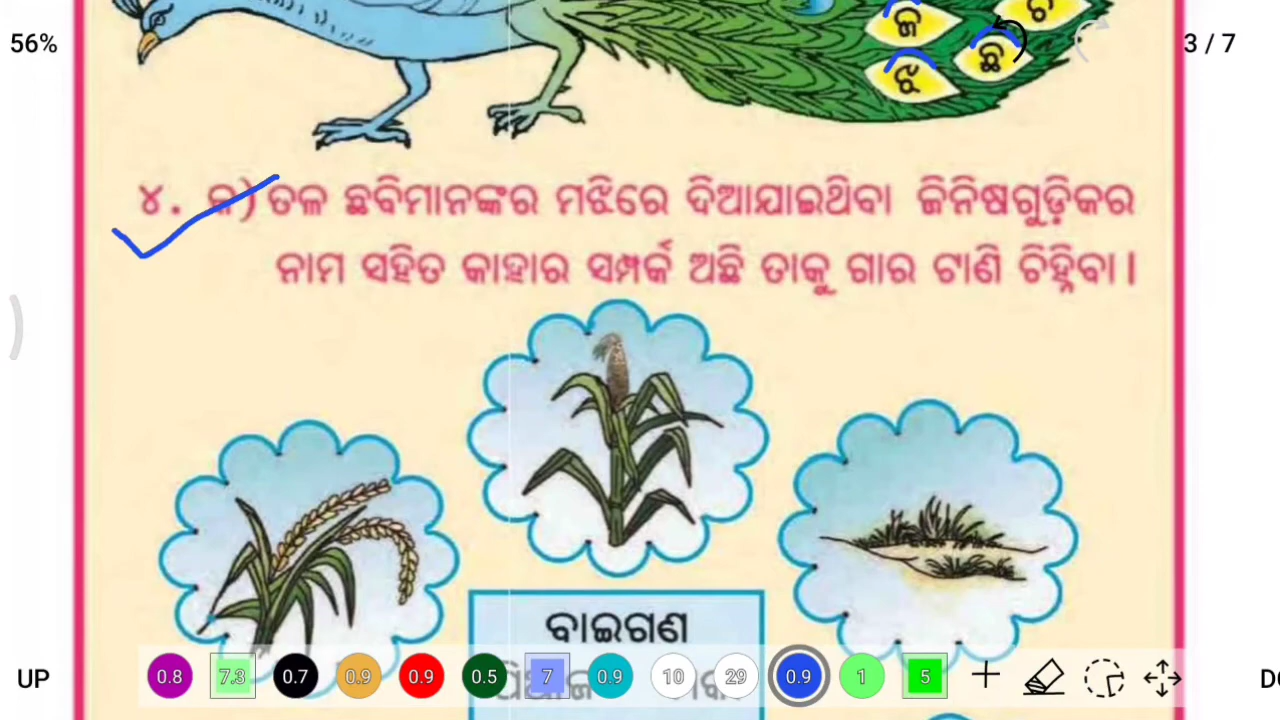 56%
3 / 7
ଜ
ଚ
ଛ
ଝ
୪. କ) ତଳ ଛବିମାନଙ୍କର ମଝିରେ ଦିଆଯାଇଥିବା ଜିନିଷଗୁଡ଼ିକର
ନାମ ସହିତ କାହାର ସମ୍ପର୍କ ଅଛି ତାକୁ ଗାର ଟାଣି ଚିହ୍ନିବା।
ବାଇଗଣ
UP
0.8 7.3 0.7 0.9 0.9 0.5 7 0.9 10 29 0.9 1 5